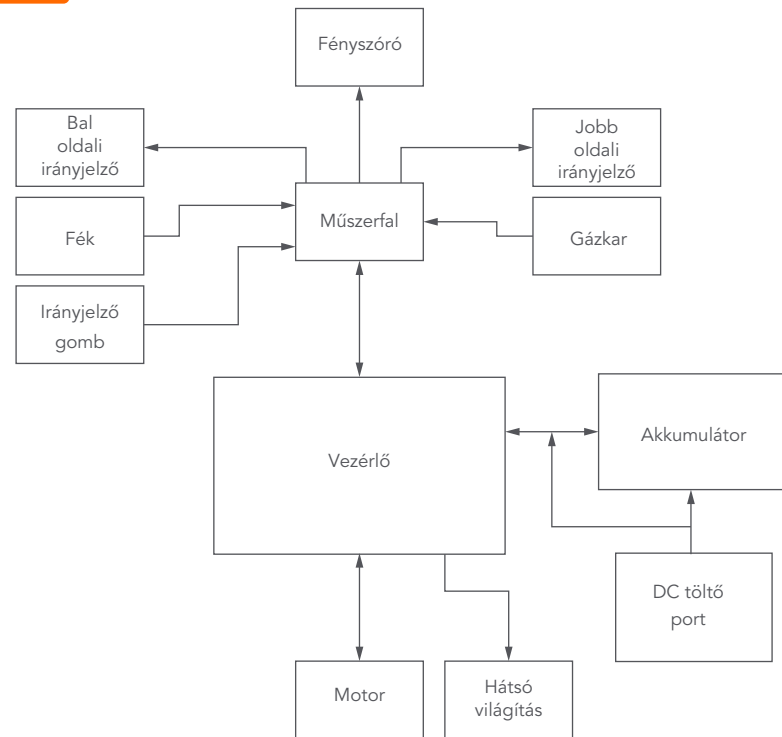 Fényszóró
Bal
oldali
irányjelző
Jobb
oldali
irányjelző
Fék
Műszerfal
Gázkar
Irányjelző
gomb
Vezérlő
Akkumulátor
DC töltő
port
Motor
Hátsó
világítás